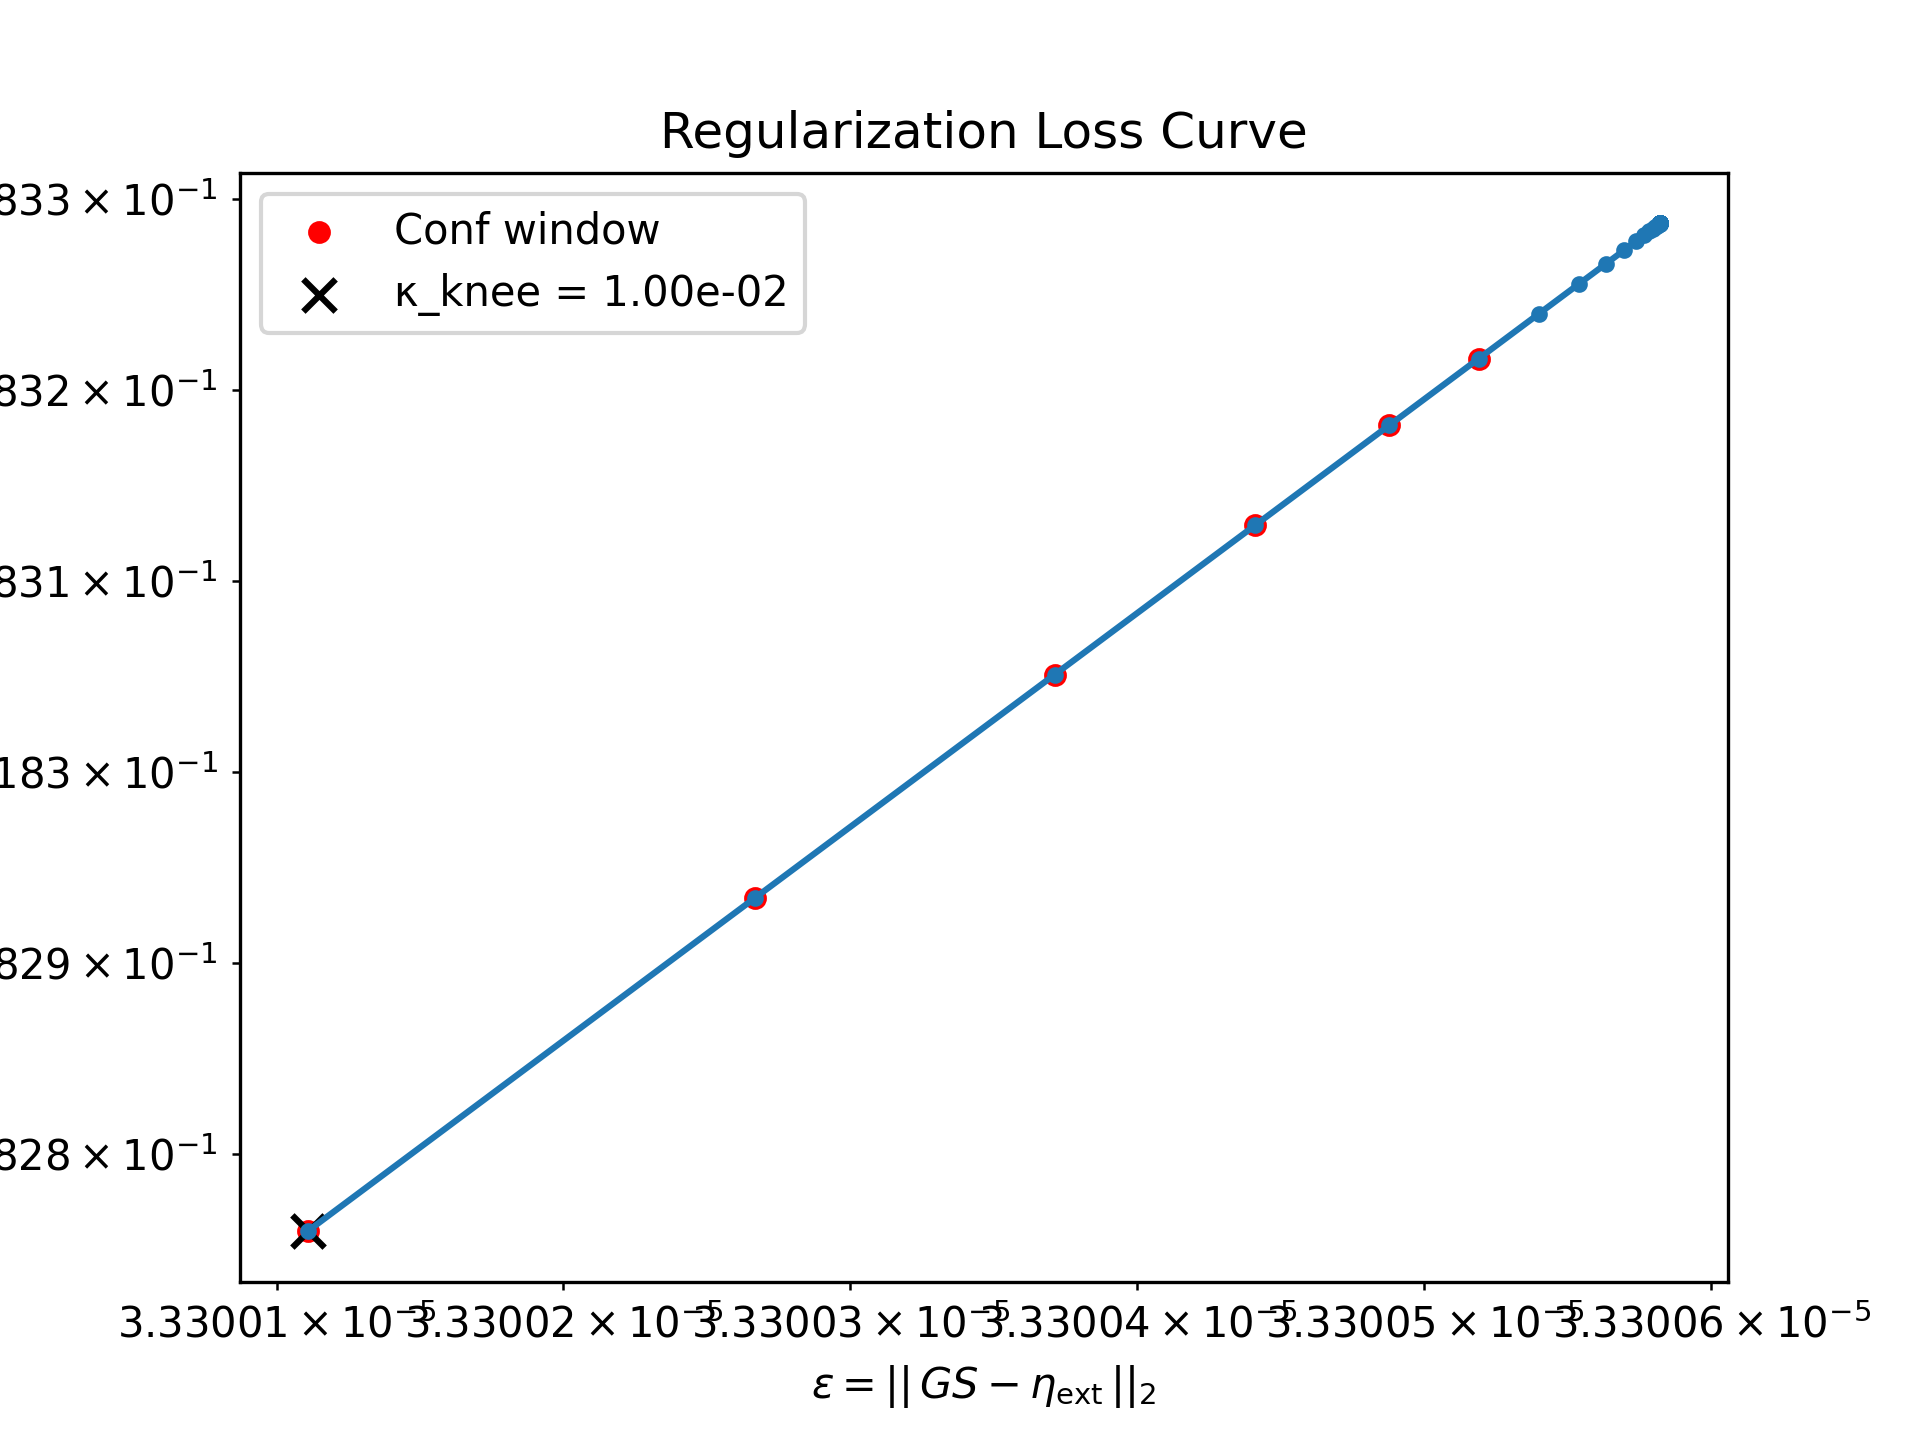 Regularization Loss Curve
Conf window
κ_knee = 1.00e-02
833 × 10⁻¹
832 × 10⁻¹
831 × 10⁻¹
183 × 10⁻¹
829 × 10⁻¹
828 × 10⁻¹
3.33001 × 10⁻⁵ 3.33002 × 10⁻⁵ 3.33003 × 10⁻⁵ 3.33004 × 10⁻⁵ 3.33005 × 10⁻⁵ 3.33006 × 10⁻⁵
ε = || GS − η_ext ||₂